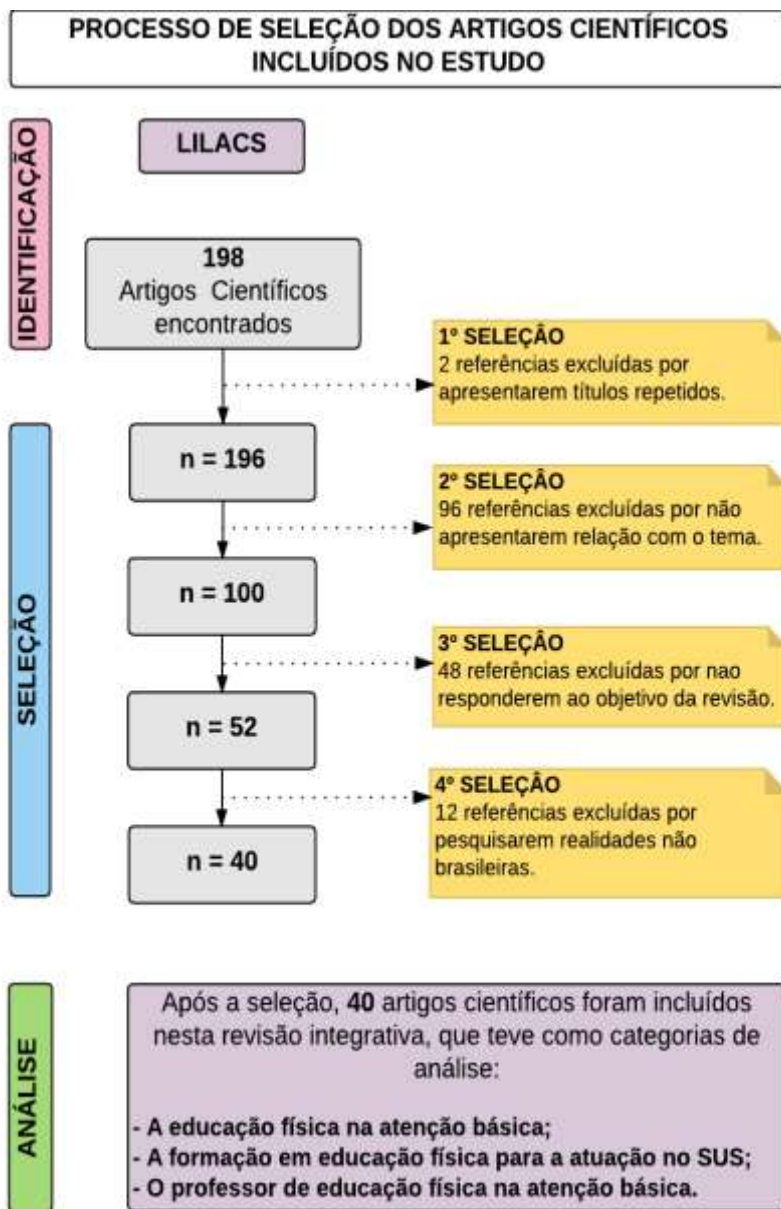 PROCESSO DE SELEÇÃO DOS ARTIGOS CIENTÍFICOS
INCLUÍDOS NO ESTUDO
IDENTIFICAÇÃO
LILACS
198
Artigos Científicos
encontrados
1º SELEÇÃO
2 referências excluídas por
apresentarem títulos repetidos.
SELEÇÃO
n = 196
2º SELEÇÃO
96 referências excluídas por não
apresentarem relação com o tema.
n = 100
3º SELEÇÃO
48 referências excluídas por nao
responderem ao objetivo da revisão.
n = 52
4º SELEÇÃO
12 referências excluídas por
pesquisarem realidades não
brasileiras.
n = 40
ANÁLISE
Após a seleção, 40 artigos científicos foram incluídos
nesta revisão integrativa, que teve como categorias de
análise:
- A educação física na atenção básica;
- A formação em educação física para a atuação no SUS;
- O professor de educação física na atenção básica.